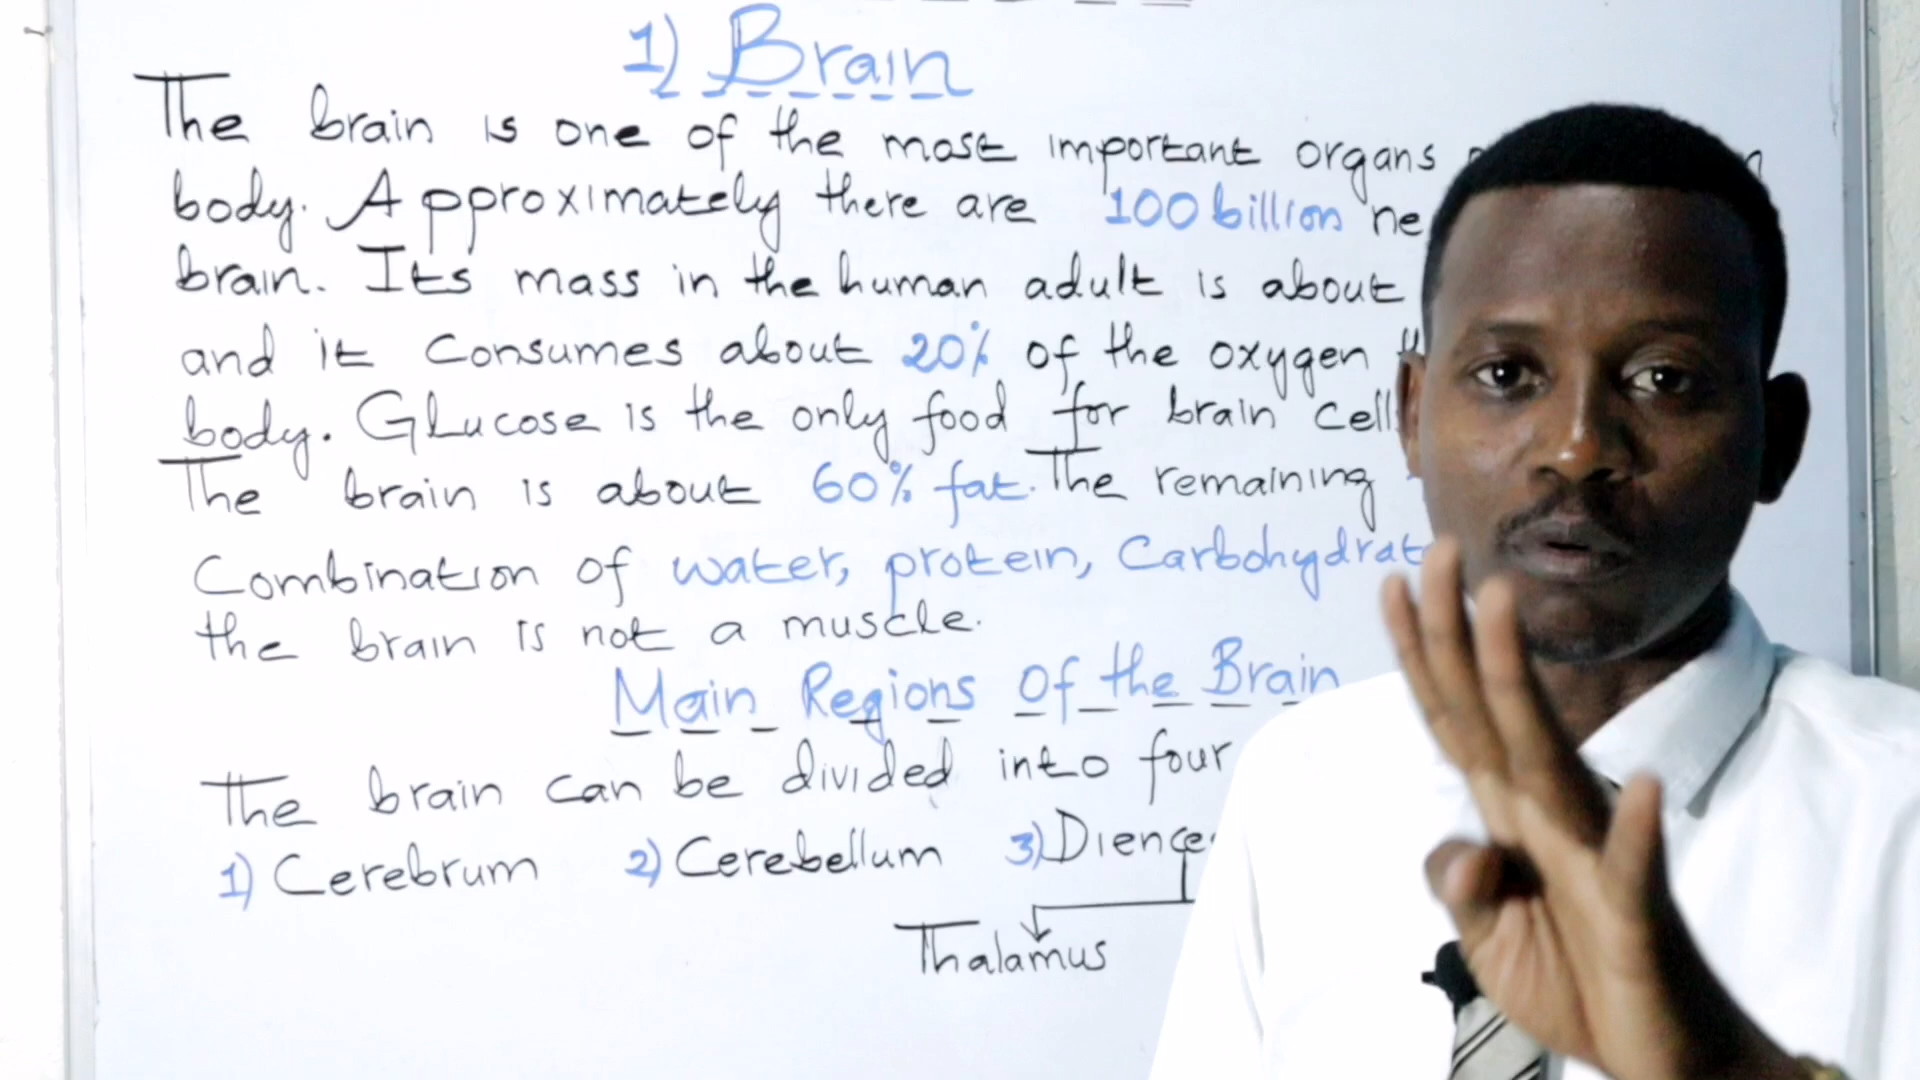 1) Brain
The brain is one of the most important organs
body. Approximately there are 100 billion ne
brain. Its mass in the human adult is about
and it consumes about 20% of the oxygen
body. Glucose is the only food for brain cell
The brain is about 60% fat. The remaining
Combination of water, protein, Carbohydrat
the brain is not a muscle.
Main Regions Of the Brain
The brain can be divided into four
1) Cerebrum 2) Cerebellum 3) Dience
Thalamus